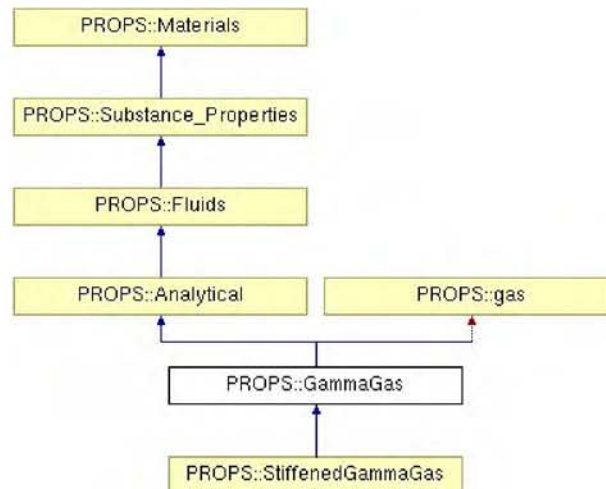 PROPS::Materials
PROPS::Substance_Properties
PROPS::Fluids
PROPS::Analytical
PROPS::gas
PROPS::GammaGas
PROPS::StiffenedGammaGas